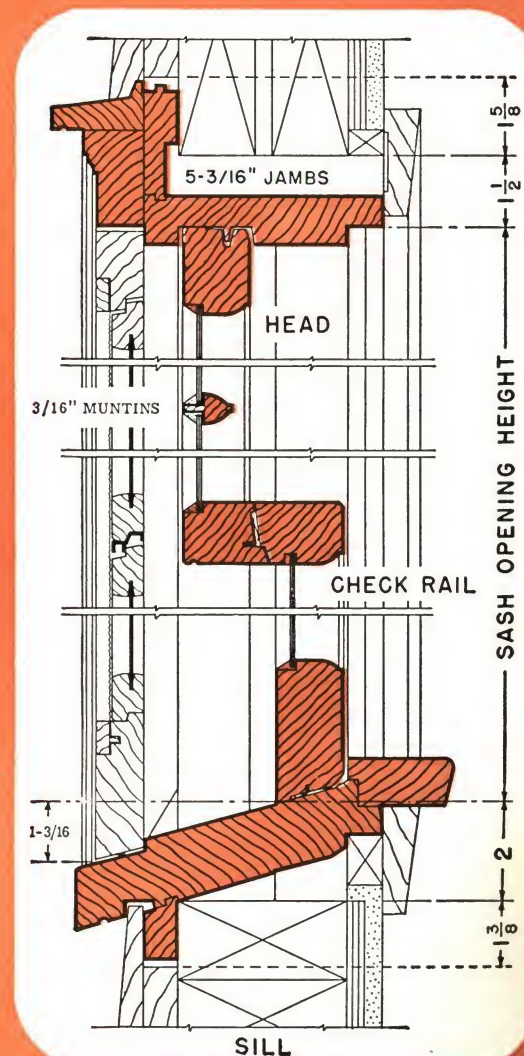 1 5/8
5-3/16" JAMBS
1 1/2
HEAD
3/16" MUNTINS
SASH OPENING HEIGHT
CHECK RAIL
1-3/16
2
1 3/8
SILL